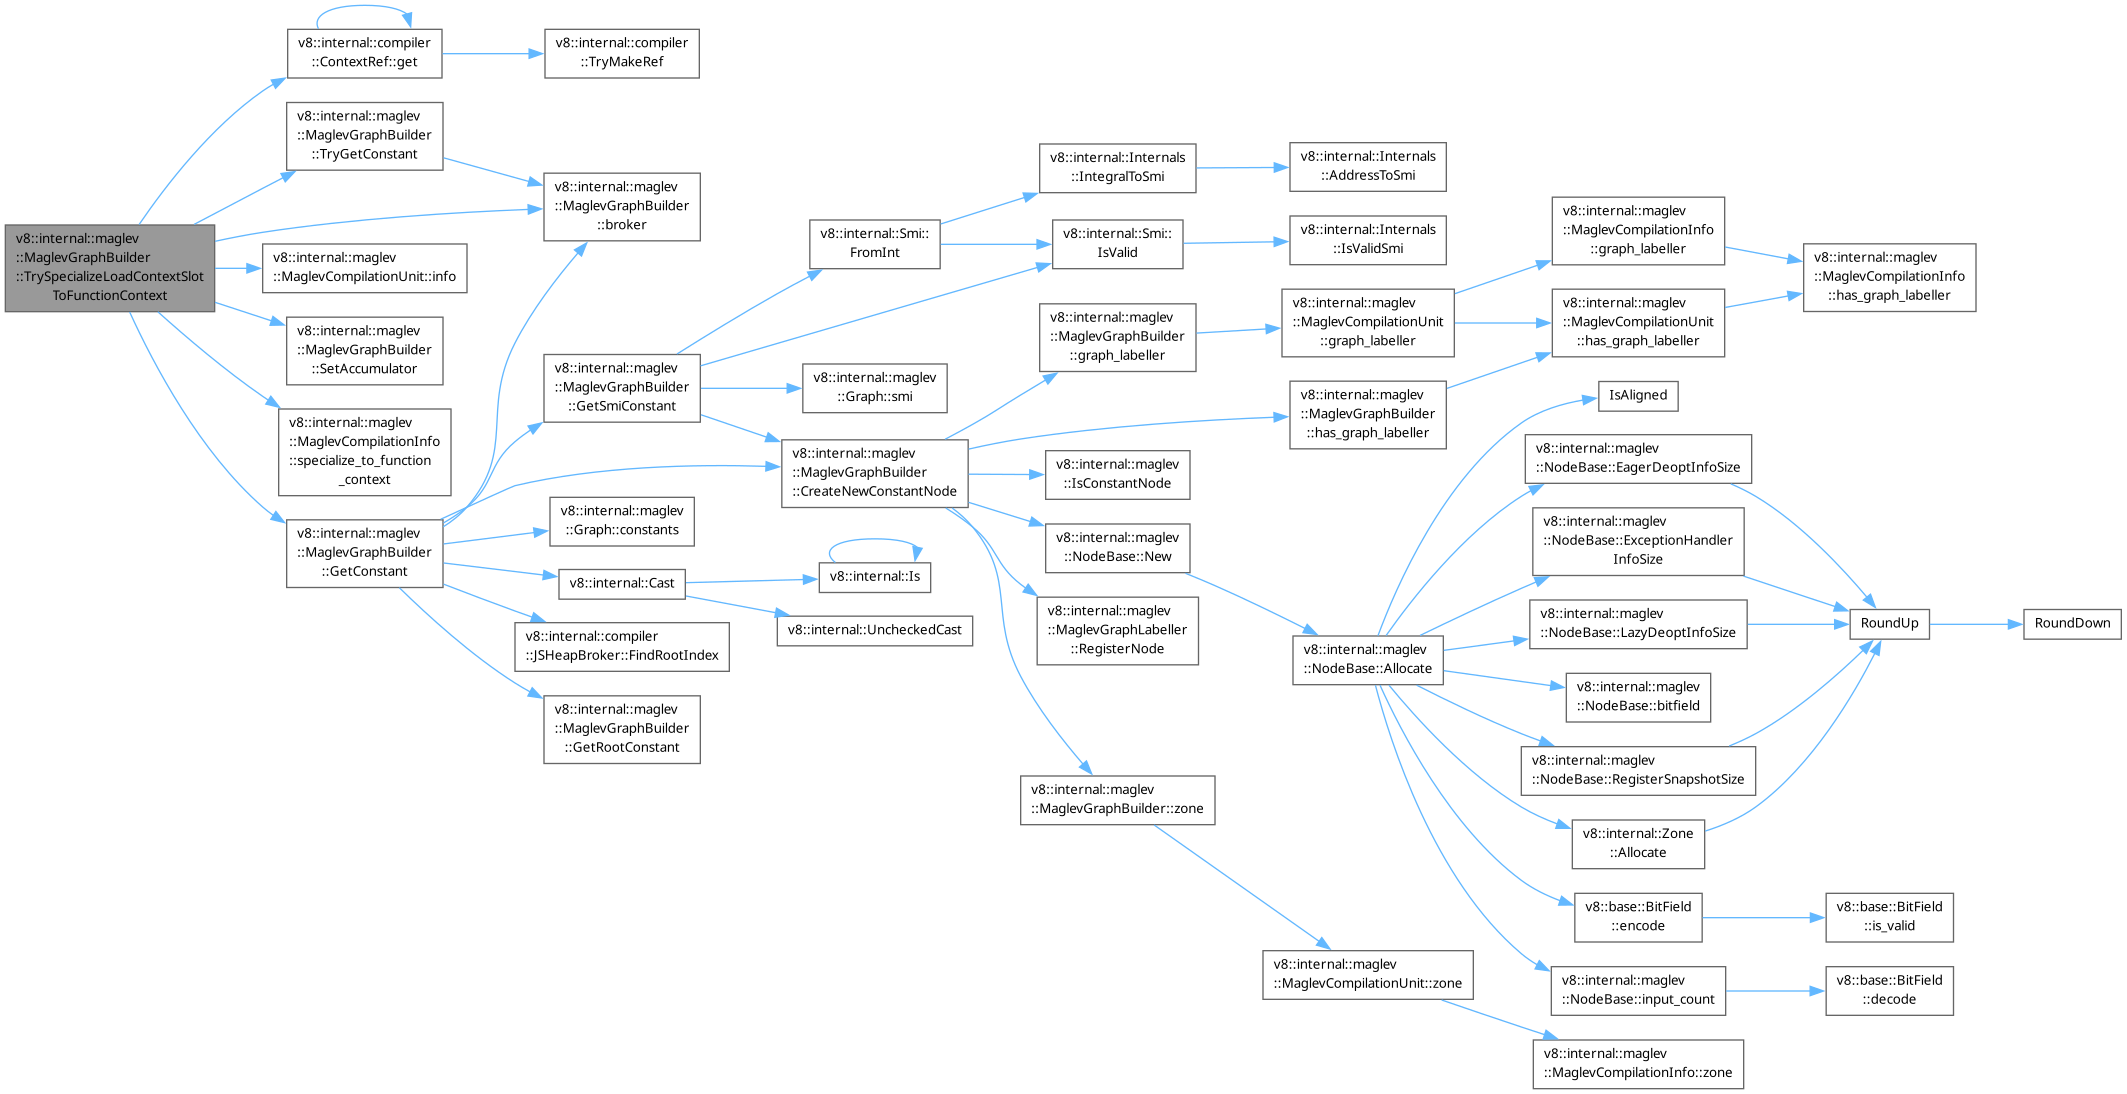 v8::internal::maglev
::MaglevGraphBuilder
::TrySpecializeLoadContextSlot
ToFunctionContext
v8::internal::compiler
::ContextRef::get
v8::internal::compiler
::TryMakeRef
v8::internal::maglev
::MaglevGraphBuilder
::TryGetConstant
v8::internal::maglev
::MaglevGraphBuilder
::broker
v8::internal::maglev
::MaglevCompilationUnit::info
v8::internal::maglev
::MaglevGraphBuilder
::SetAccumulator
v8::internal::maglev
::MaglevCompilationInfo
::specialize_to_function
_context
v8::internal::maglev
::MaglevGraphBuilder
::GetConstant
v8::internal::maglev
::MaglevGraphBuilder
::GetSmiConstant
v8::internal::maglev
::Graph::constants
v8::internal::Cast
v8::internal::compiler
::JSHeapBroker::FindRootIndex
v8::internal::maglev
::MaglevGraphBuilder
::GetRootConstant
v8::internal::Smi::
FromInt
v8::internal::maglev
::Graph::smi
v8::internal::maglev
::MaglevGraphBuilder
::CreateNewConstantNode
v8::internal::Is
v8::internal::UncheckedCast
v8::internal::Internals
::IntegralToSmi
v8::internal::Smi::
IsValid
v8::internal::maglev
::MaglevGraphBuilder
::graph_labeller
v8::internal::maglev
::IsConstantNode
v8::internal::maglev
::NodeBase::New
v8::internal::maglev
::MaglevGraphLabeller
::RegisterNode
v8::internal::maglev
::MaglevGraphBuilder::zone
v8::internal::Internals
::AddressToSmi
v8::internal::Internals
::IsValidSmi
v8::internal::maglev
::MaglevCompilationUnit
::graph_labeller
v8::internal::maglev
::MaglevGraphBuilder
::has_graph_labeller
v8::internal::maglev
::NodeBase::Allocate
v8::internal::maglev
::MaglevCompilationUnit::zone
v8::internal::maglev
::MaglevCompilationInfo
::graph_labeller
v8::internal::maglev
::MaglevCompilationUnit
::has_graph_labeller
IsAligned
v8::internal::maglev
::NodeBase::EagerDeoptInfoSize
v8::internal::maglev
::NodeBase::ExceptionHandler
InfoSize
v8::internal::maglev
::NodeBase::LazyDeoptInfoSize
v8::internal::maglev
::NodeBase::bitfield
v8::internal::maglev
::NodeBase::RegisterSnapshotSize
v8::internal::Zone
::Allocate
v8::base::BitField
::encode
v8::internal::maglev
::NodeBase::input_count
v8::internal::maglev
::MaglevCompilationInfo::zone
v8::internal::maglev
::MaglevCompilationInfo
::has_graph_labeller
RoundUp
v8::base::BitField
::is_valid
v8::base::BitField
::decode
RoundDown